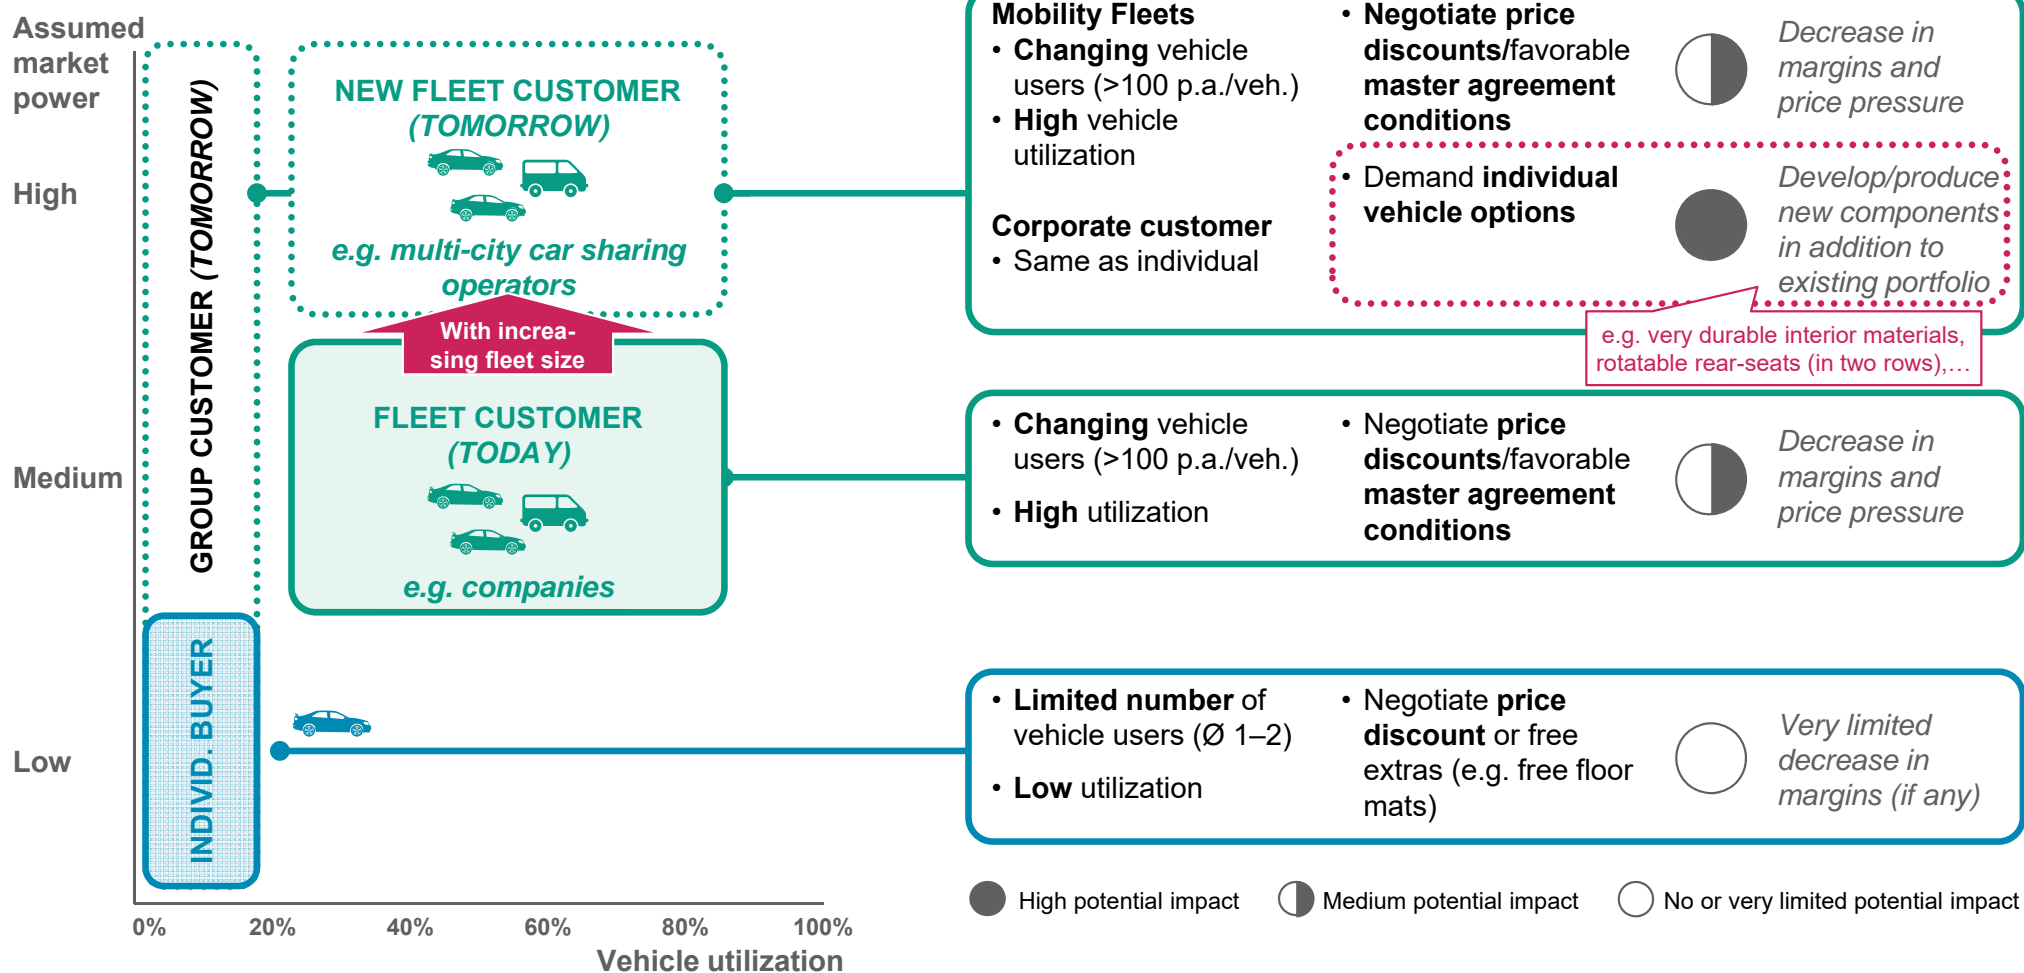 Assumed
market
power
High
Medium
Low
GROUP CUSTOMER (TOMORROW)
INDIVID. BUYER
NEW FLEET CUSTOMER
(TOMORROW)
e.g. multi-city car sharing
operators
With increa-
sing fleet size
FLEET CUSTOMER
(TODAY)
e.g. companies
0% 20% 40% 60% 80% 100%
Vehicle utilization
Mobility Fleets
• Changing vehicle
users (>100 p.a./veh.)
• High vehicle
utilization
Corporate customer
• Same as individual
• Negotiate price
discounts/favorable
master agreement
conditions
Decrease in
margins and
price pressure
• Demand individual
vehicle options
Develop/produce
new components
in addition to
existing portfolio
e.g. very durable interior materials,
rotatable rear-seats (in two rows),…
• Changing vehicle
users (>100 p.a./veh.)
• High utilization
• Negotiate price
discounts/favorable
master agreement
conditions
Decrease in
margins and
price pressure
• Limited number of
vehicle users (Ø 1–2)
• Low utilization
• Negotiate price
discount or free
extras (e.g. free floor
mats)
Very limited
decrease in
margins (if any)
High potential impact
Medium potential impact
No or very limited potential impact